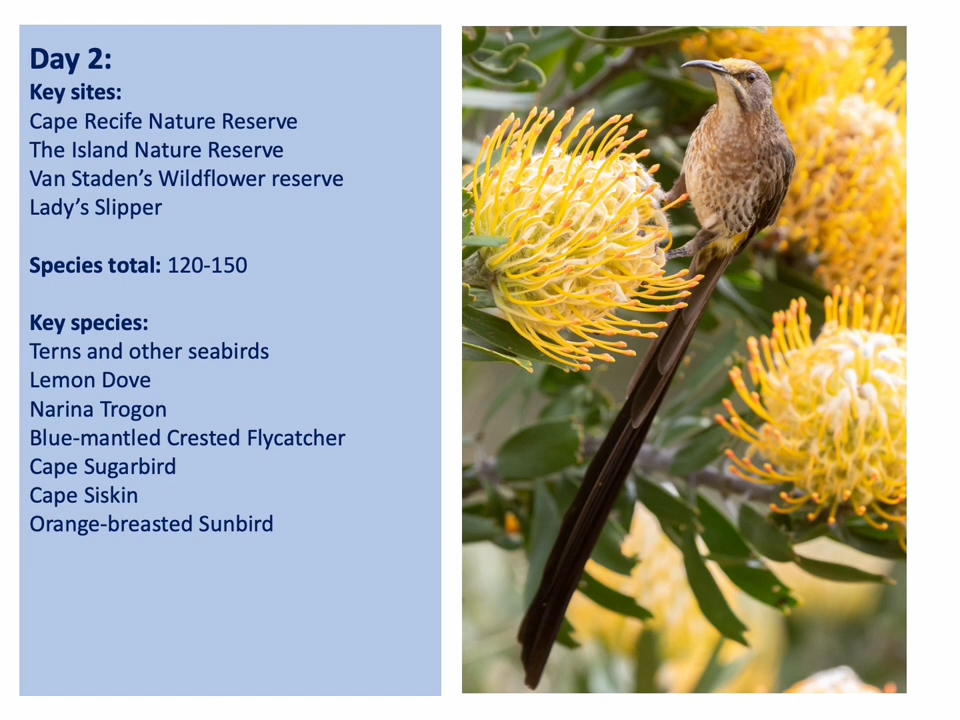 Day 2:
Key sites:
Cape Recife Nature Reserve
The Island Nature Reserve
Van Staden’s Wildflower reserve
Lady’s Slipper
Species total: 120-150
Key species:
Terns and other seabirds
Lemon Dove
Narina Trogon
Blue-mantled Crested Flycatcher
Cape Sugarbird
Cape Siskin
Orange-breasted Sunbird